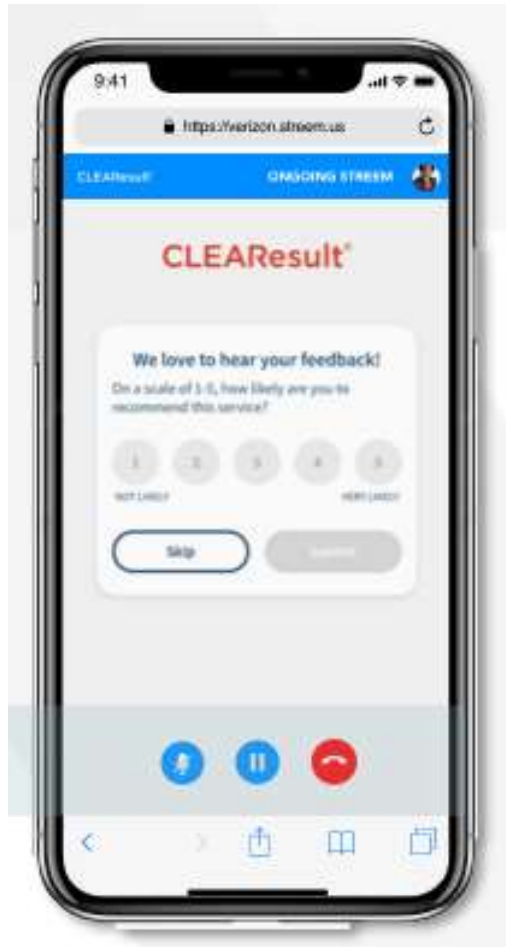 9:41
https://verizon.streem.us
CLEAResult
ONGOING STREEM
CLEAResult®
We love to hear your feedback!
On a scale of 1-5, how likely are you to
recommend this service?
1 2 3 4 5
NOT LIKELY
VERY LIKELY
Skip